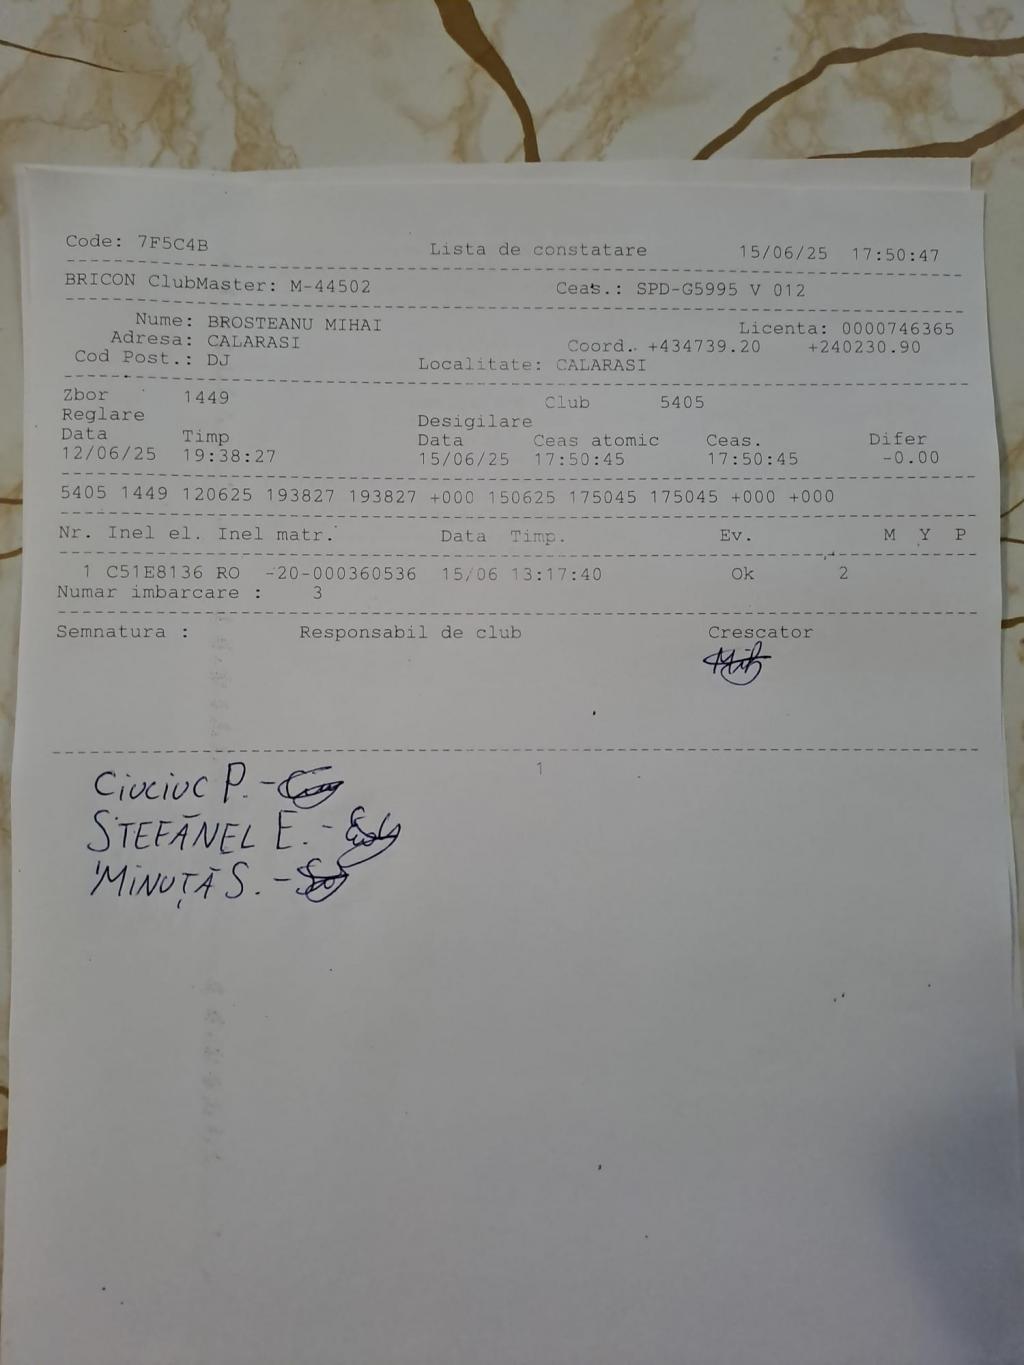 Code: 7F5C4B Lista de constatare 15/06/25 17:50:47
BRICON ClubMaster: M-44502 Ceas.: SPD-G5995 V 012
Nume: BROSTEANU MIHAI Licenta: 0000746365
Adresa: CALARASI Coord. +434739.20 +240230.90
Cod Post.: DJ Localitate: CALARASI
Zbor 1449 Club 5405
Reglare Desigilare
Data Timp Data Ceas atomic Ceas. Difer
12/06/25 19:38:27 15/06/25 17:50:45 17:50:45 -0.00
5405 1449 120625 193827 193827 +000 150625 175045 175045 +000 +000
Nr. Inel el. Inel matr. Data Timp. Ev. M Y P
1 C51E8136 RO -20-000360536 15/06 13:17:40 Ok 2
Numar imbarcare : 3
Semnatura : Responsabil de club Crescator
1
Ciuciuc P. -
STEFĂNEL E. -
MINUȚĂ S. -